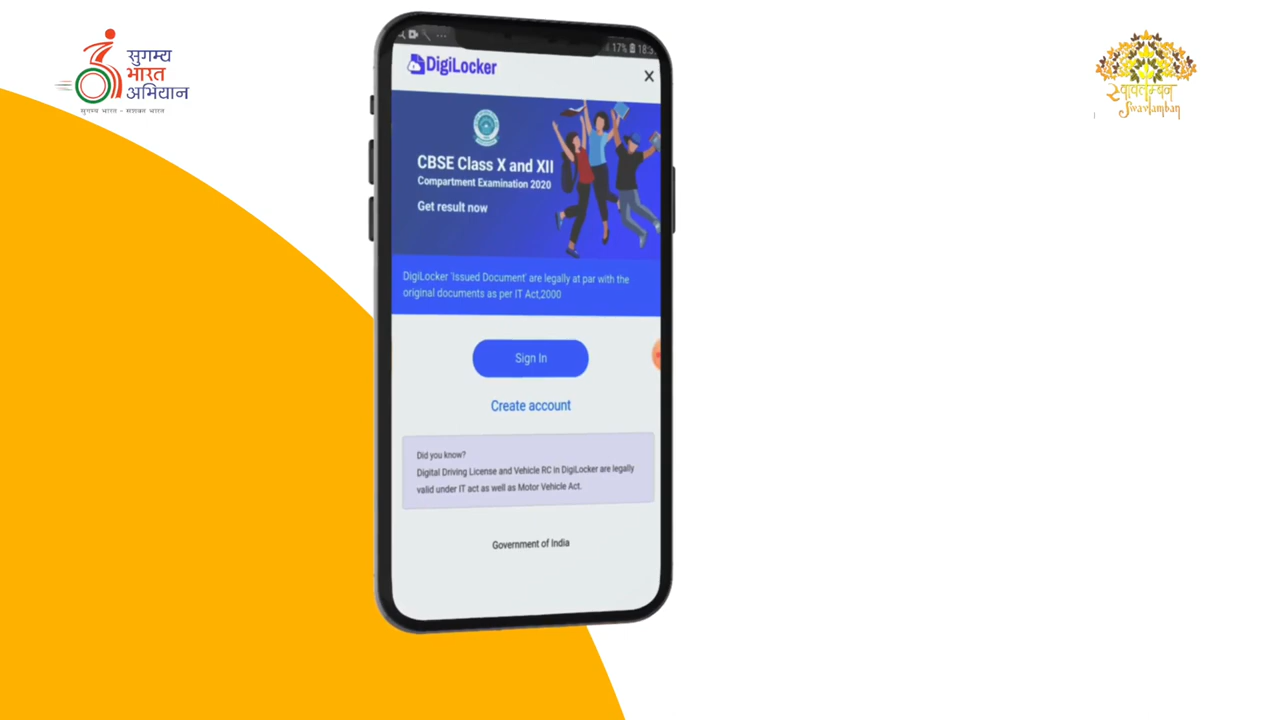 सुगम्य
भारत
अभियान
सुगम्य भारत - सशक्त भारत
स्वावलम्बन
Swavlamban
17% 18:3
DigiLocker
X
CBSE Class X and XII
Compartment Examination 2020
Get result now
DigiLocker 'Issued Document' are legally at par with the
original documents as per IT Act,2000
Sign In
Create account
Did you know?
Digital Driving License and Vehicle RC in DigiLocker are legally
valid under IT act as well as Motor Vehicle Act.
Government of India